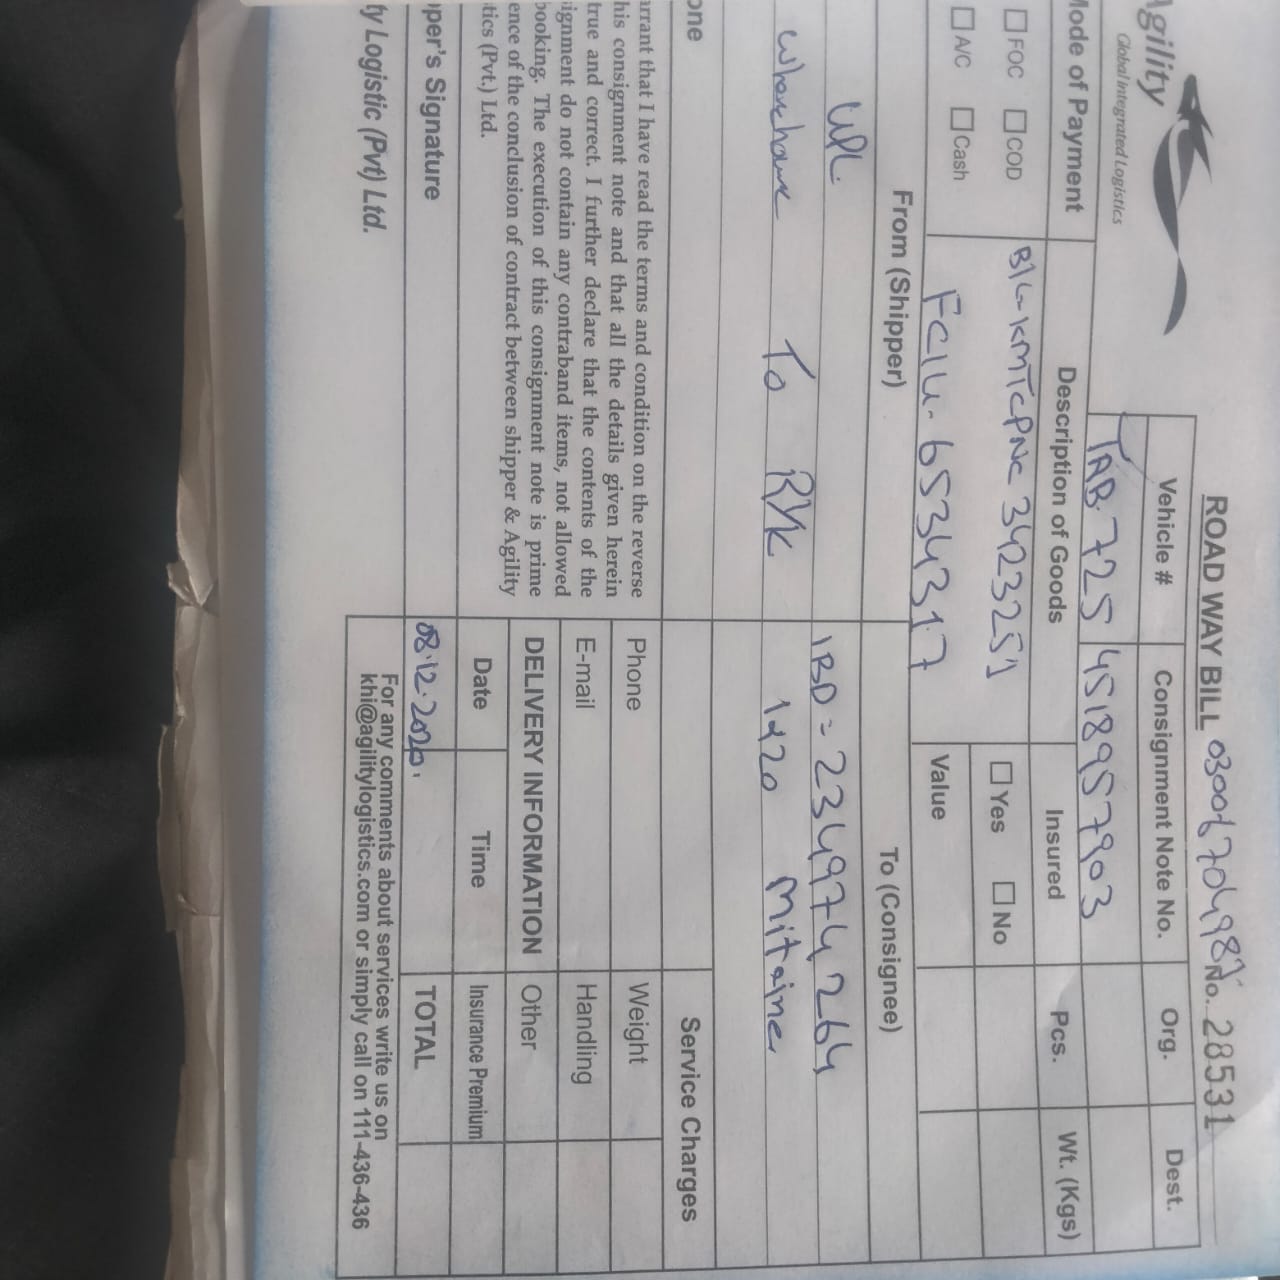 ROAD WAY BILL 03006704987 No. 28531
Agility
Global Integrated Logistics
Vehicle # Consignment Note No. Org. Dest.
TAB-725 4518957903
Mode of Payment Description of Goods Insured Pcs. Wt. (Kgs)
FOC COD B/L-KMTCPNC 3423251 Yes No
A/C Cash FCIU-6534317 Value
From (Shipper) To (Consignee)
UPL IBD = 234974264
To RYK 1x20
one Service Charges
arrant that I have read the terms and condition on the reverse
his consignment note and that all the details given herein
true and correct. I further declare that the contents of the
ignment do not contain any contraband items, not allowed
booking. The execution of this consignment note is prime
ence of the conclusion of contract between shipper & Agility
tics (Pvt.) Ltd.
Phone Weight
E-mail Handling
DELIVERY INFORMATION Other
Date Time Insurance Premium
per's Signature 08.12.2020. TOTAL
ty Logistic (Pvt) Ltd.
For any comments about services write us on
khi@agilitylogistics.com or simply call on 111-436-436